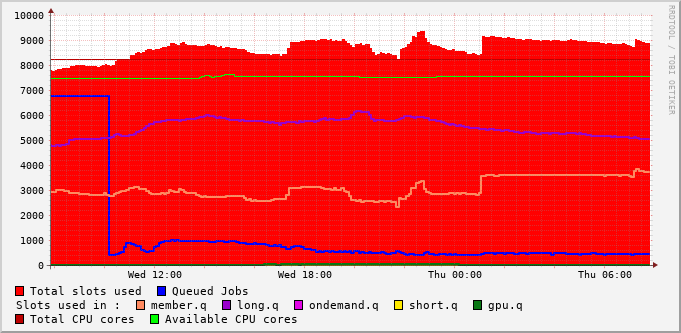 RRDTOOL / TOBI OETIKER
10000
9000
8000
7000
6000
5000
4000
3000
2000
1000
0
Wed 12:00 Wed 18:00 Thu 00:00 Thu 06:00
Total slots used Queued Jobs
Slots used in : member.q long.q ondemand.q short.q gpu.q
Total CPU cores Available CPU cores